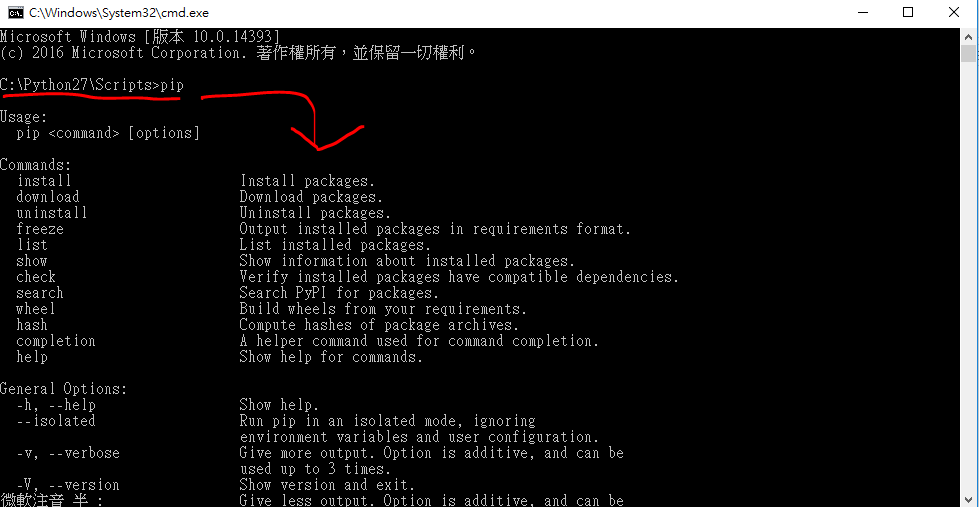 C:\Windows\System32\cmd.exe
Microsoft Windows [版本 10.0.14393]
(c) 2016 Microsoft Corporation. 著作權所有，並保留一切權利。
C:\Python27\Scripts>pip
Usage:
pip <command> [options]
Commands:
install Install packages.
download Download packages.
uninstall Uninstall packages.
freeze Output installed packages in requirements format.
list List installed packages.
show Show information about installed packages.
check Verify installed packages have compatible dependencies.
search Search PyPI for packages.
wheel Build wheels from your requirements.
hash Compute hashes of package archives.
completion A helper command used for command completion.
help Show help for commands.
General Options:
-h, --help Show help.
--isolated Run pip in an isolated mode, ignoring
environment variables and user configuration.
-v, --verbose Give more output. Option is additive, and can be
used up to 3 times.
-V, --version Show version and exit.
微軟注音 半 : Give less output. Option is additive, and can be